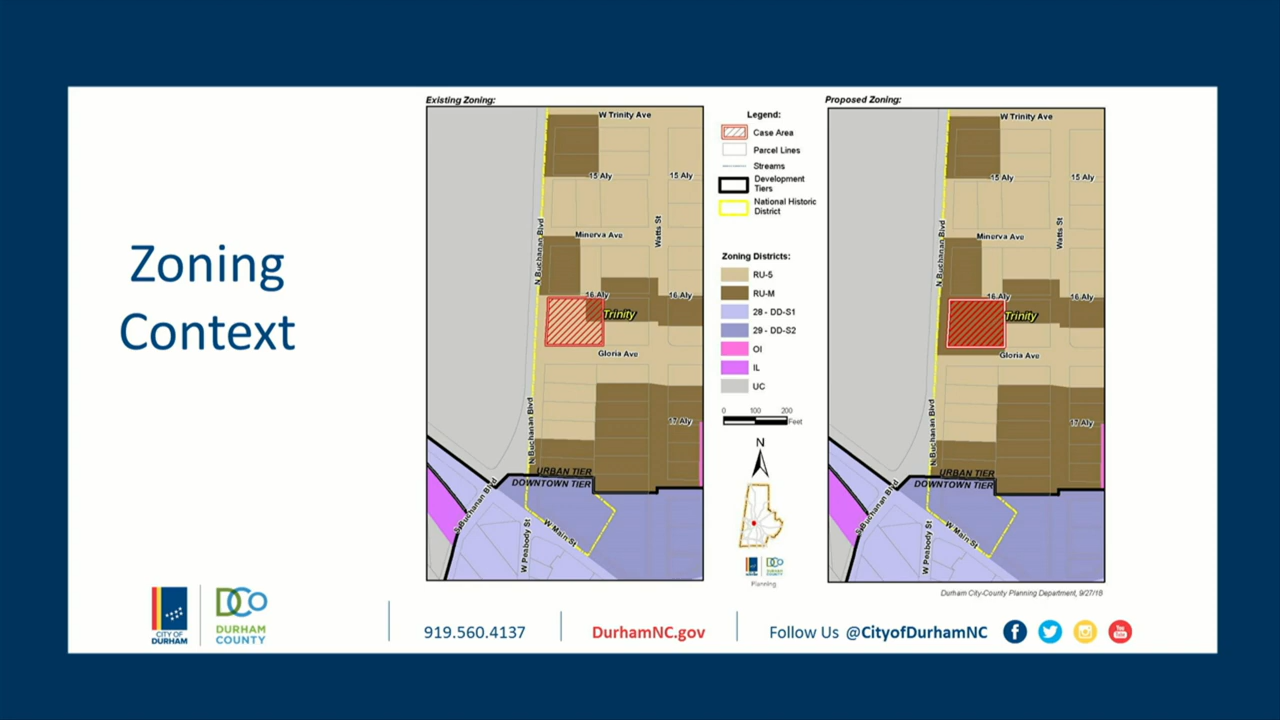 Zoning
Context
Existing Zoning:
W Trinity Ave
15 Aly
15 Aly
N Buchanan Blvd
Minerva Ave
Watts St
16 Aly
16 Aly
Trinity
Gloria Ave
N Buchanan Blvd
17 Aly
URBAN TIER
DOWNTOWN TIER
S Buchanan Blvd
W Main St
W Peabody St
Legend:
Case Area
Parcel Lines
Streams
Development
Tiers
National Historic
District
Zoning Districts:
RU-5
RU-M
28 - DD-S1
29 - DD-S2
OI
IL
UC
0 100 200
Feet
N
DURHAM
COUNTY
Planning
Proposed Zoning:
W Trinity Ave
15 Aly
15 Aly
N Buchanan Blvd
Minerva Ave
Watts St
16 Aly
16 Aly
Trinity
Gloria Ave
N Buchanan Blvd
17 Aly
URBAN TIER
DOWNTOWN TIER
S Buchanan Blvd
W Main St
W Peabody St
Durham City-County Planning Department, 9/27/18
CITY OF
DURHAM
DCO
DURHAM
COUNTY
919.560.4137
DurhamNC.gov
Follow Us @CityofDurhamNC
You
Tube